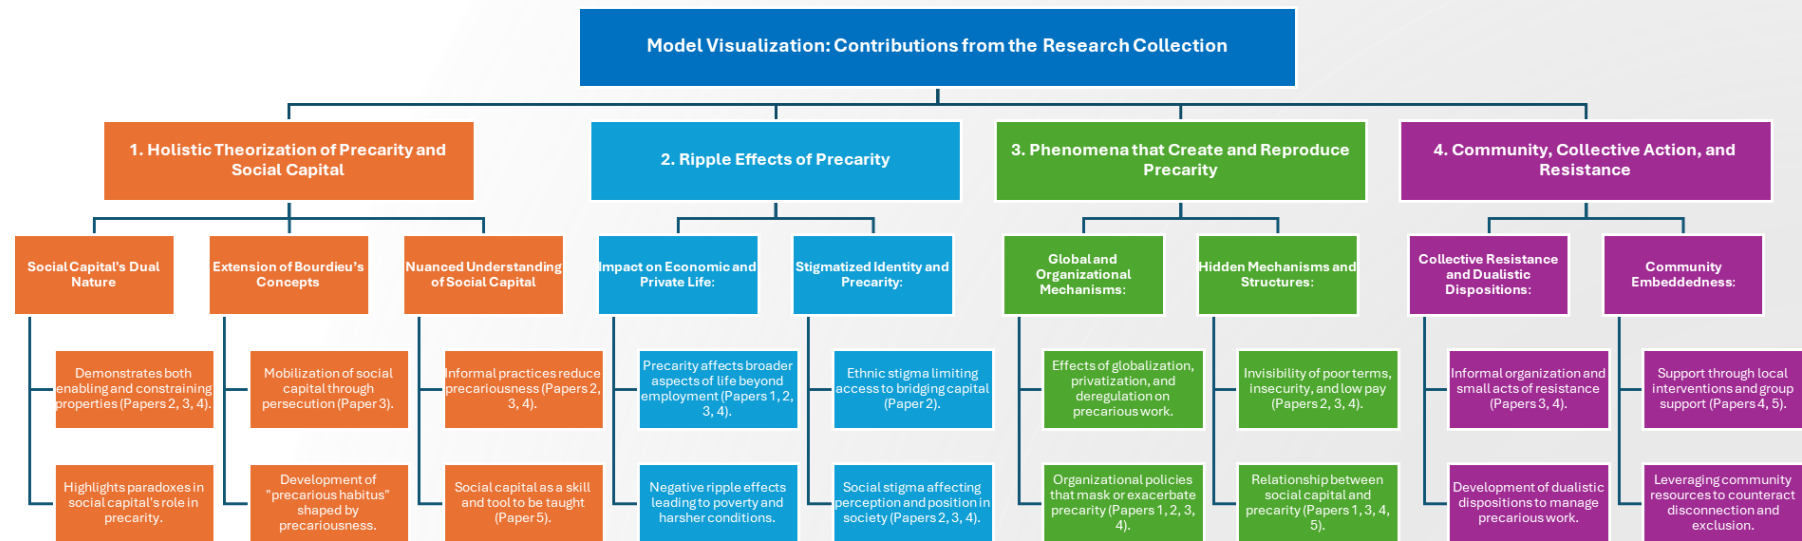 Model Visualization: Contributions from the Research Collection
1. Holistic Theorization of Precarity and
Social Capital
2. Ripple Effects of Precarity
3. Phenomena that Create and Reproduce
Precarity
4. Community, Collective Action, and
Resistance
Social Capital's Dual
Nature
Extension of Bourdieu's
Concepts
Nuanced Understanding
of Social Capital
Impact on Economic and
Private Life:
Stigmatized Identity and
Precarity:
Global and
Organizational
Mechanisms:
Hidden Mechanisms and
Structures:
Collective Resistance
and Dualistic
Dispositions:
Community
Embeddedness:
Demonstrates both
enabling and constraining
properties (Papers 2, 3, 4).
Mobilization of social
capital through
persecution (Paper 3).
Informal practices reduce
precariousness (Papers 2,
3, 4).
Precarity affects broader
aspects of life beyond
employment (Papers 1, 2,
3, 4).
Ethnic stigma limiting
access to bridging capital
(Paper 2).
Effects of globalization,
privatization, and
deregulation on
precarious work.
Invisibility of poor terms,
insecurity, and low pay
(Papers 2, 3, 4).
Informal organization and
small acts of resistance
(Papers 3, 4).
Support through local
interventions and group
support (Papers 4, 5).
Highlights paradoxes in
social capital's role in
precarity.
Development of
"precarious habitus"
shaped by
precariousness.
Social capital as a skill
and tool to be taught
(Paper 5).
Negative ripple effects
leading to poverty and
harsher conditions.
Social stigma affecting
perception and position in
society (Papers 2, 3, 4).
Organizational policies
that mask or exacerbate
precarity (Papers 1, 2, 3,
4).
Relationship between
social capital and
precarity (Papers 1, 3, 4,
5).
Development of dualistic
dispositions to manage
precarious work.
Leveraging community
resources to counteract
disconnection and
exclusion.